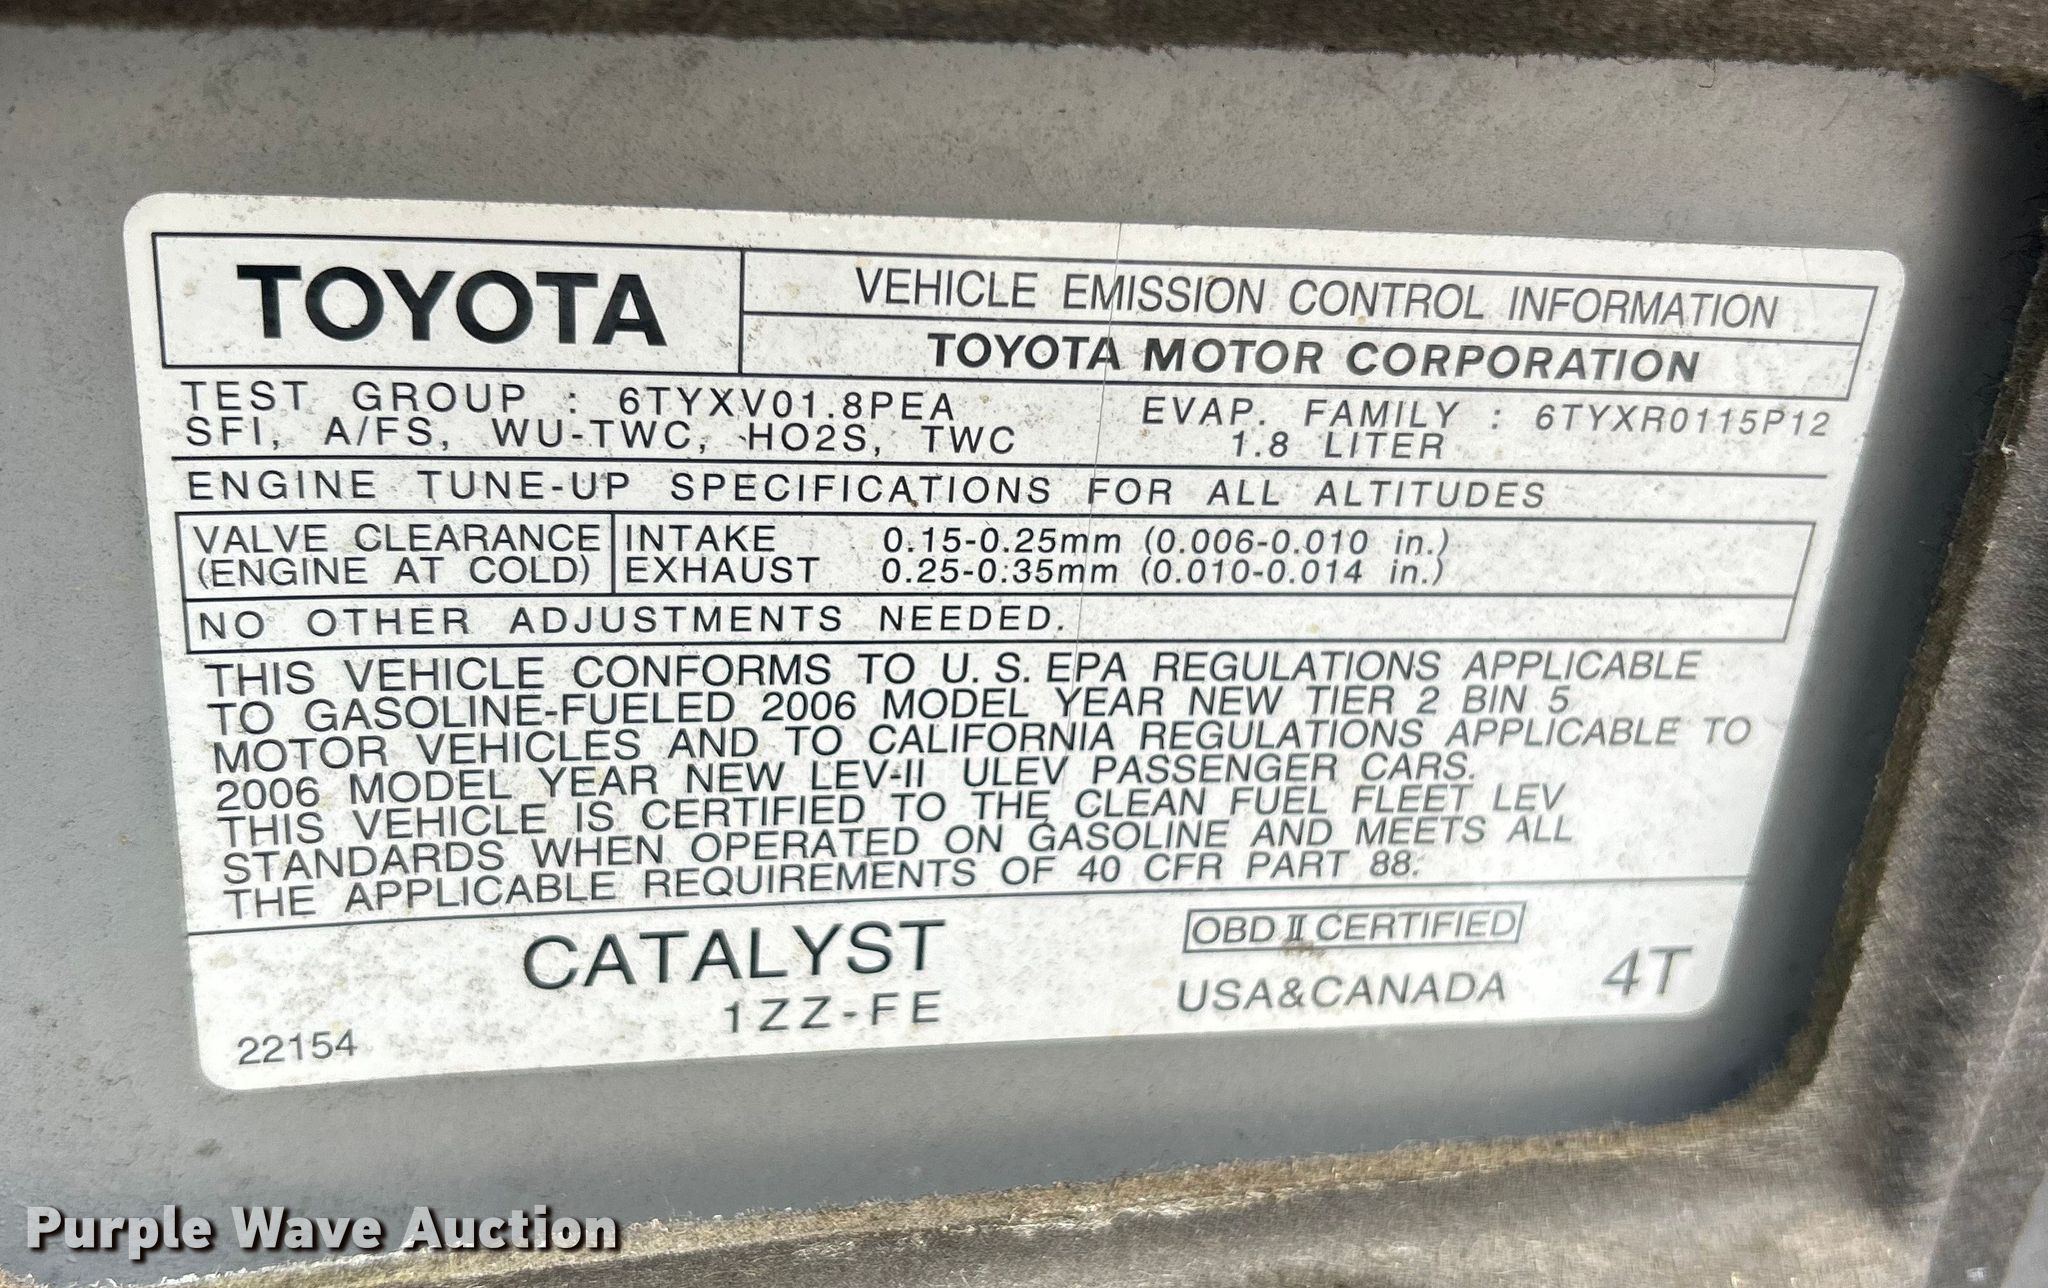 TOYOTA
VEHICLE EMISSION CONTROL INFORMATION
TOYOTA MOTOR CORPORATION
TEST GROUP : 6TYXV01.8PEA EVAP. FAMILY : 6TYXR0115P12
SFI, A/FS, WU-TWC, HO2S, TWC 1.8 LITER
ENGINE TUNE-UP SPECIFICATIONS FOR ALL ALTITUDES
VALVE CLEARANCE INTAKE 0.15-0.25mm (0.006-0.010 in.)
(ENGINE AT COLD) EXHAUST 0.25-0.35mm (0.010-0.014 in.)
NO OTHER ADJUSTMENTS NEEDED.
THIS VEHICLE CONFORMS TO U.S. EPA REGULATIONS APPLICABLE
TO GASOLINE-FUELED 2006 MODEL YEAR NEW TIER 2 BIN 5
MOTOR VEHICLES AND TO CALIFORNIA REGULATIONS APPLICABLE TO
2006 MODEL YEAR NEW LEV-II ULEV PASSENGER CARS.
THIS VEHICLE IS CERTIFIED TO THE CLEAN FUEL FLEET LEV
STANDARDS WHEN OPERATED ON GASOLINE AND MEETS ALL
THE APPLICABLE REQUIREMENTS OF 40 CFR PART 88.
CATALYST OBD II CERTIFIED
1ZZ-FE USA&CANADA 4T
22154
Purple Wave Auction